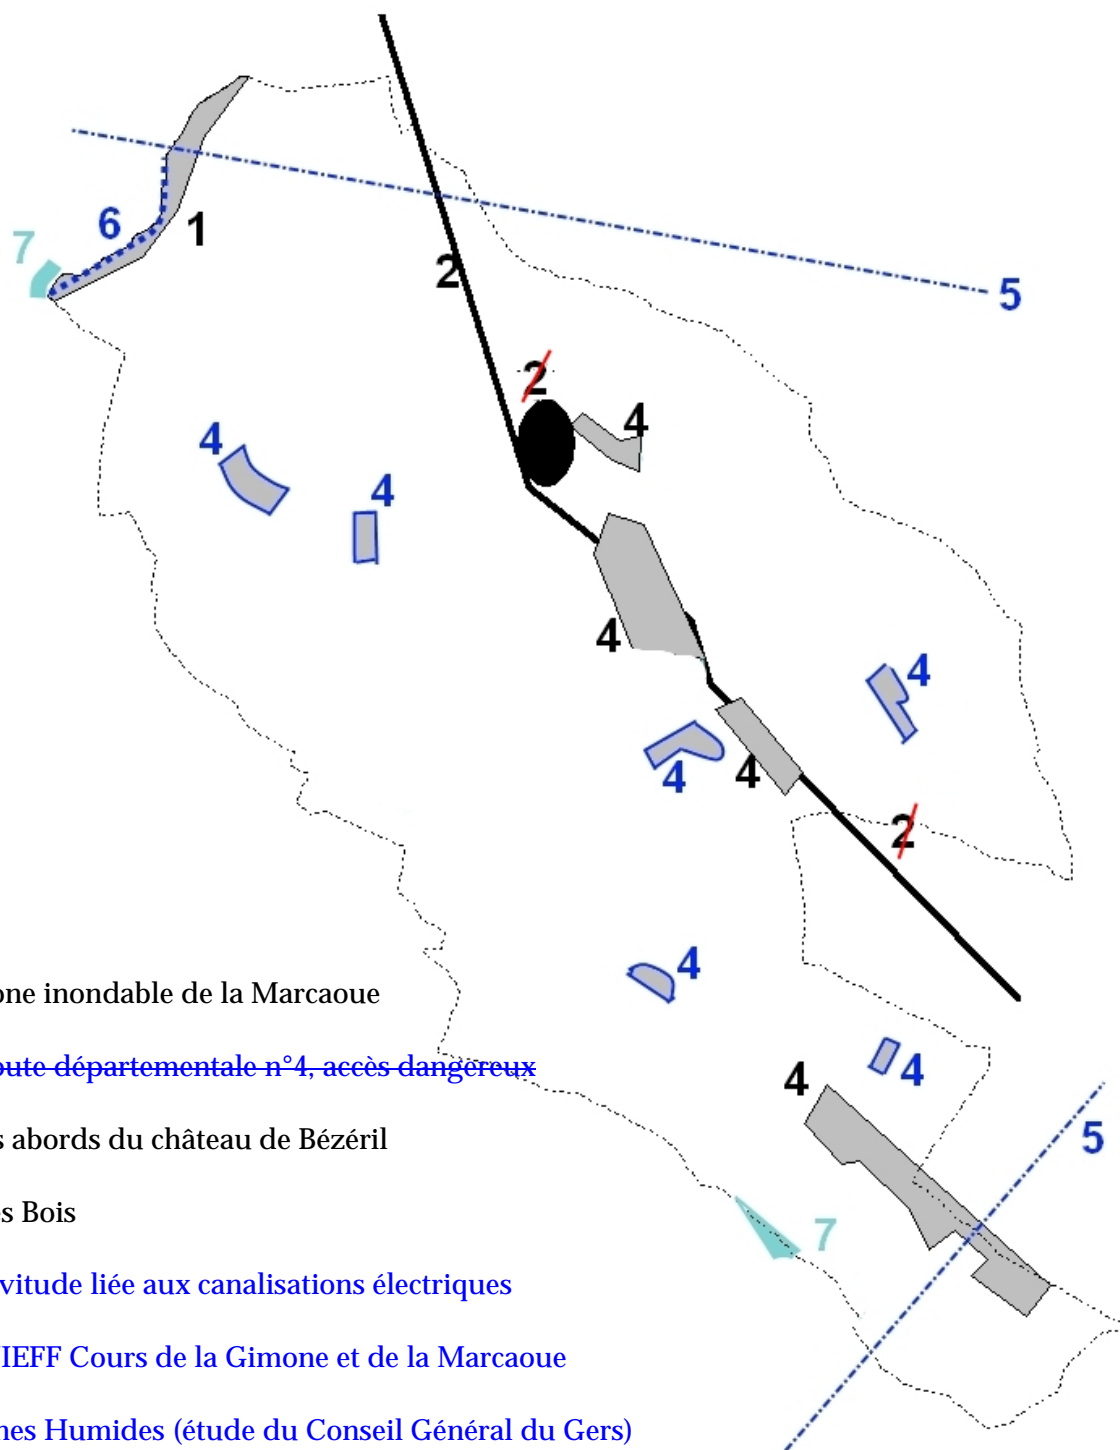 6
1
7
2
5
2
4
4
4
4
4
4
4
2
4
one inondable de la Marcaoue
oute départementale n°4, accès dangereux
s abords du château de Bézéril
s Bois
vitude liée aux canalisations électriques
IEFF Cours de la Gimone et de la Marcaoue
nes Humides (étude du Conseil Général du Gers)
4
4
5
7